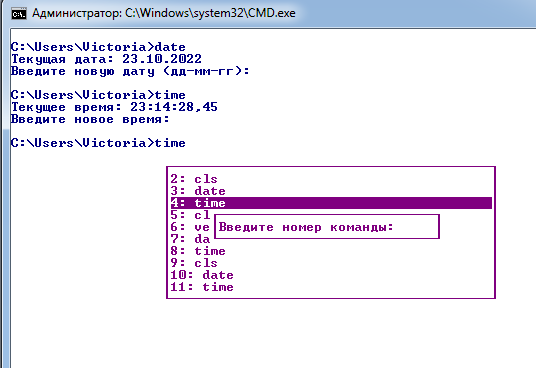 Администратор: C:\Windows\system32\CMD.exe
C:\Users\Victoria>date
Текущая дата: 23.10.2022
Введите новую дату (дд-мм-гг):
C:\Users\Victoria>time
Текущее время: 23:14:28,45
Введите новое время:
C:\Users\Victoria>time
2: cls
3: date
4: time
5: cl
6: ve
Введите номер команды:
7: da
8: time
9: cls
10: date
11: time